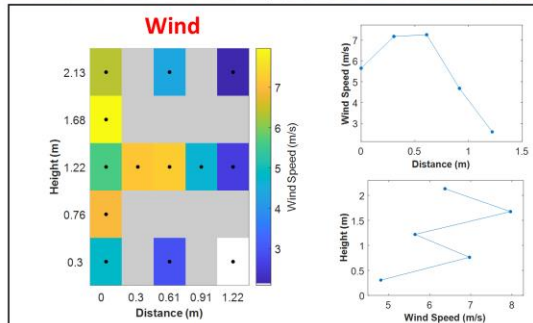 Wind
2.13
1.68
1.22
0.76
0.3
Height (m)
0 0.3 0.61 0.91 1.22
Distance (m)
7
6
5
4
3
Wind Speed (m/s)
7
6
5
4
3
Wind Speed (m/s)
0 0.5 1 1.5
Distance (m)
2
1.5
1
0.5
0
Height (m)
5 6 7 8
Wind Speed (m/s)